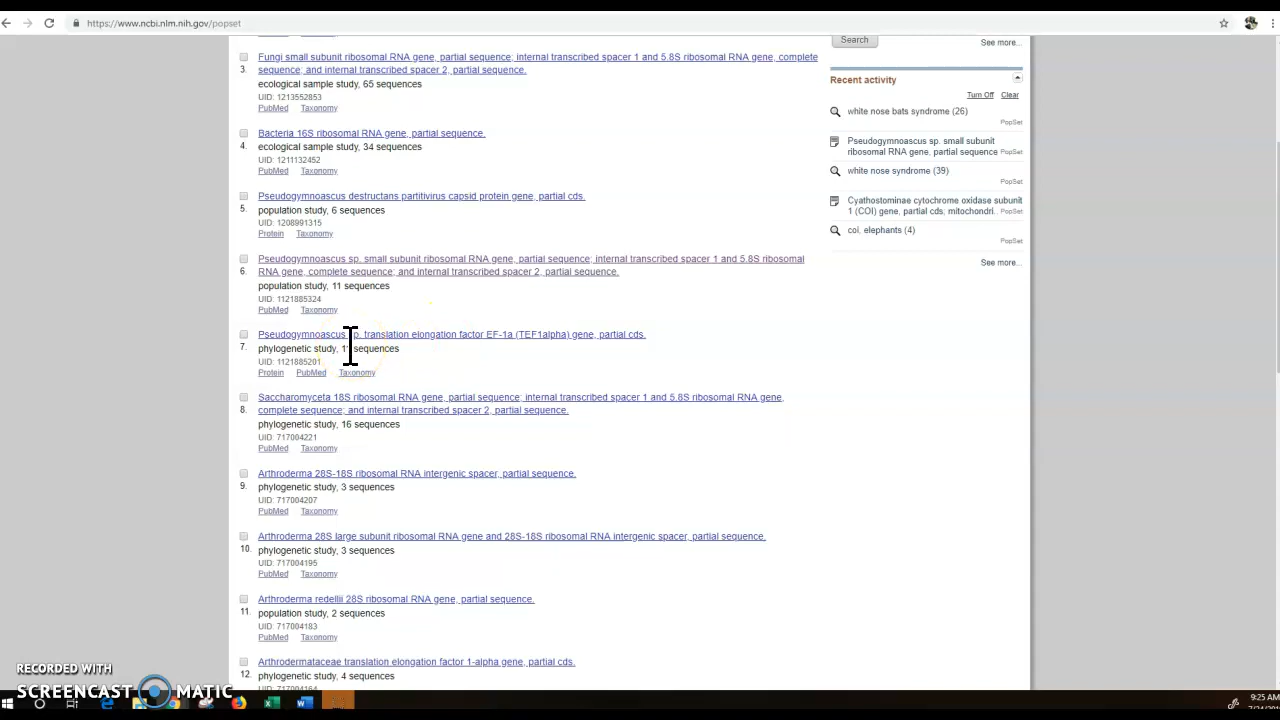 https://www.ncbi.nlm.nih.gov/popset
3. Fungi small subunit ribosomal RNA gene, partial sequence; internal transcribed spacer 1 and 5.8S ribosomal RNA gene, complete
sequence; and internal transcribed spacer 2, partial sequence.
ecological sample study, 65 sequences
UID: 1213552853
PubMed Taxonomy
4. Bacteria 16S ribosomal RNA gene, partial sequence.
ecological sample study, 34 sequences
UID: 1211132452
PubMed Taxonomy
5. Pseudogymnoascus destructans partitivirus capsid protein gene, partial cds.
population study, 6 sequences
UID: 1208991315
Protein Taxonomy
6. Pseudogymnoascus sp. small subunit ribosomal RNA gene, partial sequence; internal transcribed spacer 1 and 5.8S ribosomal
RNA gene, complete sequence; and internal transcribed spacer 2, partial sequence.
population study, 11 sequences
UID: 1121885324
PubMed Taxonomy
7. Pseudogymnoascus sp. translation elongation factor EF-1a (TEF1alpha) gene, partial cds.
phylogenetic study, 11 sequences
UID: 1121885201
Protein PubMed Taxonomy
8. Saccharomyceta 18S ribosomal RNA gene, partial sequence; internal transcribed spacer 1 and 5.8S ribosomal RNA gene,
complete sequence; and internal transcribed spacer 2, partial sequence.
phylogenetic study, 16 sequences
UID: 717004221
PubMed Taxonomy
9. Arthroderma 28S-18S ribosomal RNA intergenic spacer, partial sequence.
phylogenetic study, 3 sequences
UID: 717004207
PubMed Taxonomy
10. Arthroderma 28S large subunit ribosomal RNA gene and 28S-18S ribosomal RNA intergenic spacer, partial sequence.
phylogenetic study, 3 sequences
UID: 717004195
PubMed Taxonomy
11. Arthroderma redellii 28S ribosomal RNA gene, partial sequence.
population study, 2 sequences
UID: 717004183
PubMed Taxonomy
12. Arthrodermataceae translation elongation factor 1-alpha gene, partial cds.
phylogenetic study, 4 sequences
UID: 717004164
Search
See more...
Recent activity
Turn Off Clear
white nose bats syndrome (26)
PopSet
Pseudogymnoascus sp. small subunit
ribosomal RNA gene, partial sequence PopSet
white nose syndrome (39)
PopSet
Cyathostominae cytochrome oxidase subunit
1 (COI) gene, partial cds; mitochondri.. PopSet
coi, elephants (4)
PopSet
See more...
RECORDED WITH
SCREENCAST MATIC
9:25 AM